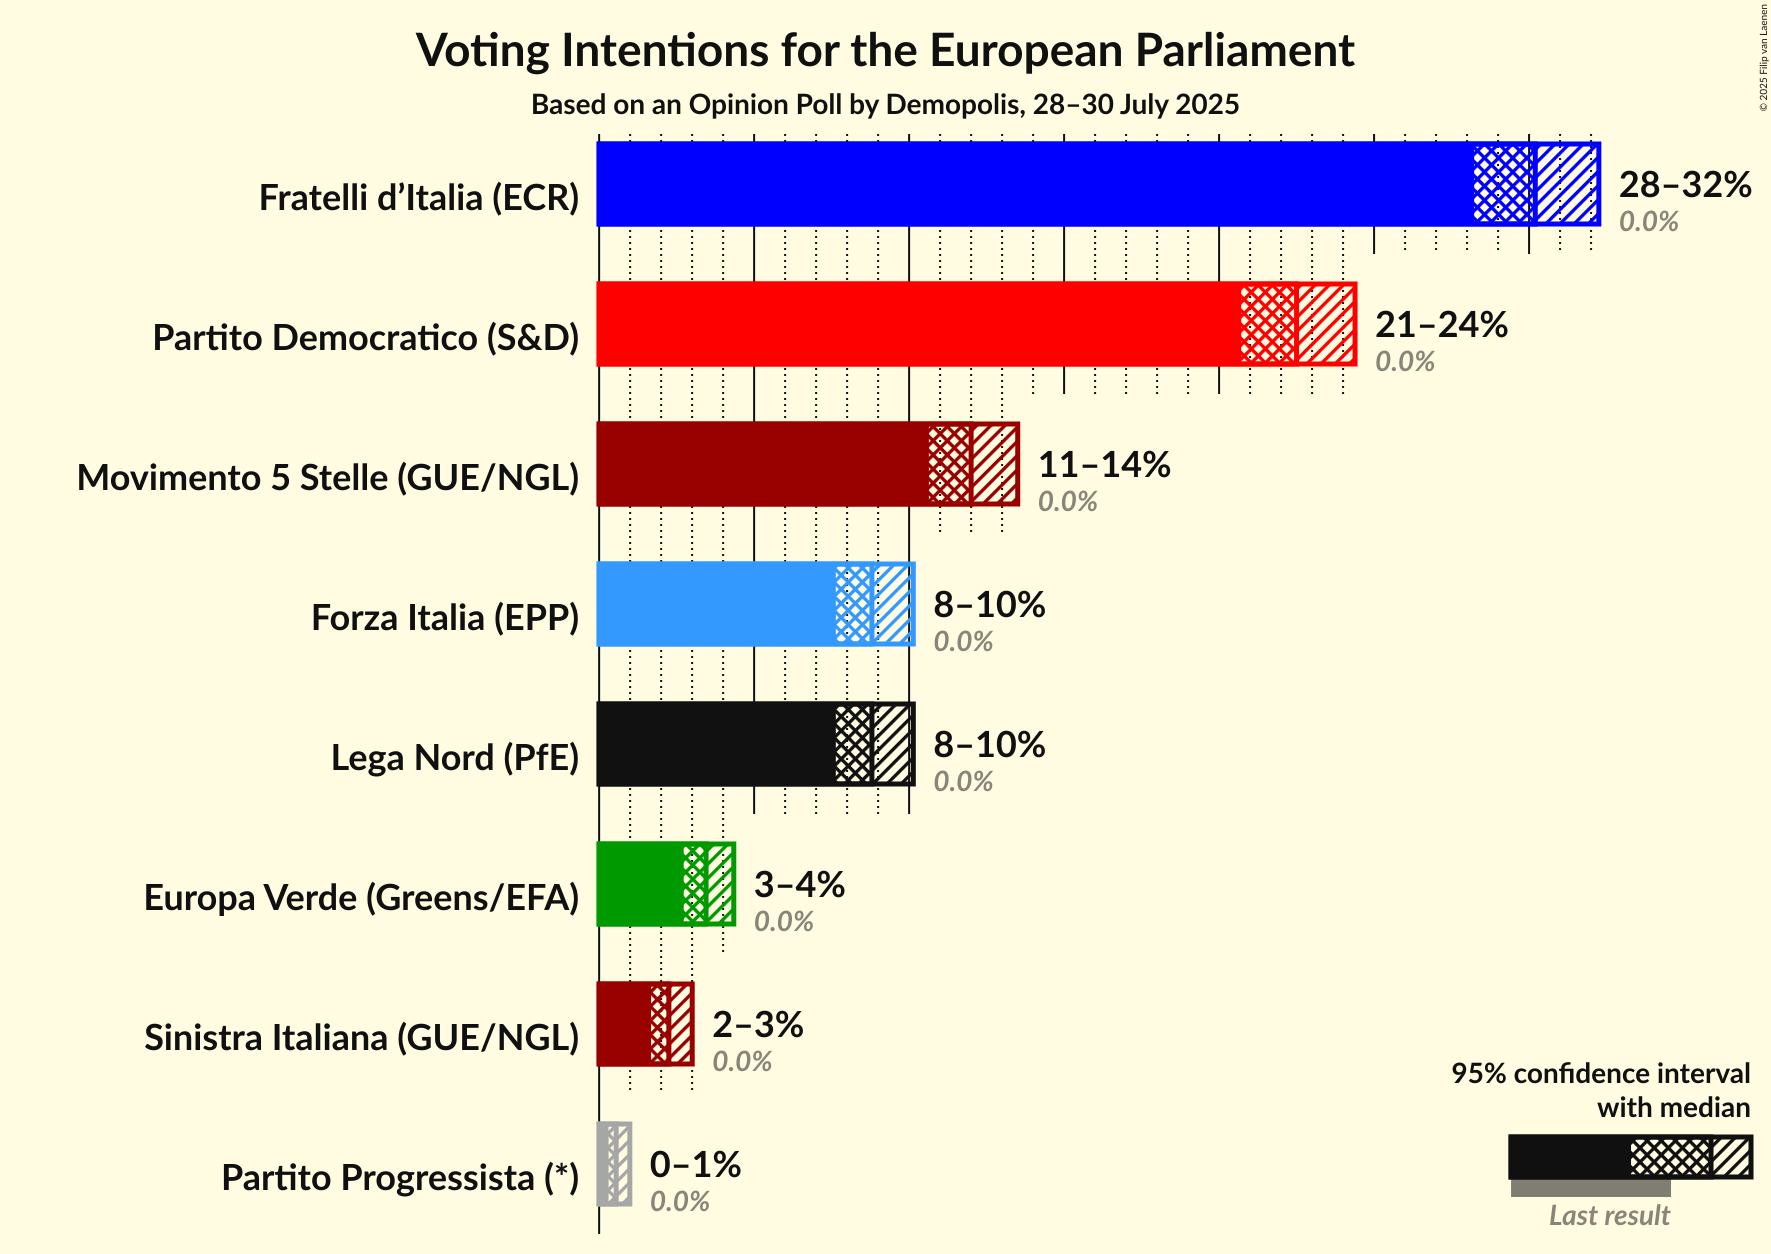 Voting Intentions for the European Parliament
Based on an Opinion Poll by Demopolis, 28–30 July 2025
© 2025 Filip van Laenen
Fratelli d’Italia (ECR)
28–32%
0.0%
Partito Democratico (S&D)
21–24%
0.0%
Movimento 5 Stelle (GUE/NGL)
11–14%
0.0%
Forza Italia (EPP)
8–10%
0.0%
Lega Nord (PfE)
8–10%
0.0%
Europa Verde (Greens/EFA)
3–4%
0.0%
Sinistra Italiana (GUE/NGL)
2–3%
0.0%
Partito Progressista (*)
0–1%
0.0%
95% confidence interval
with median
Last result